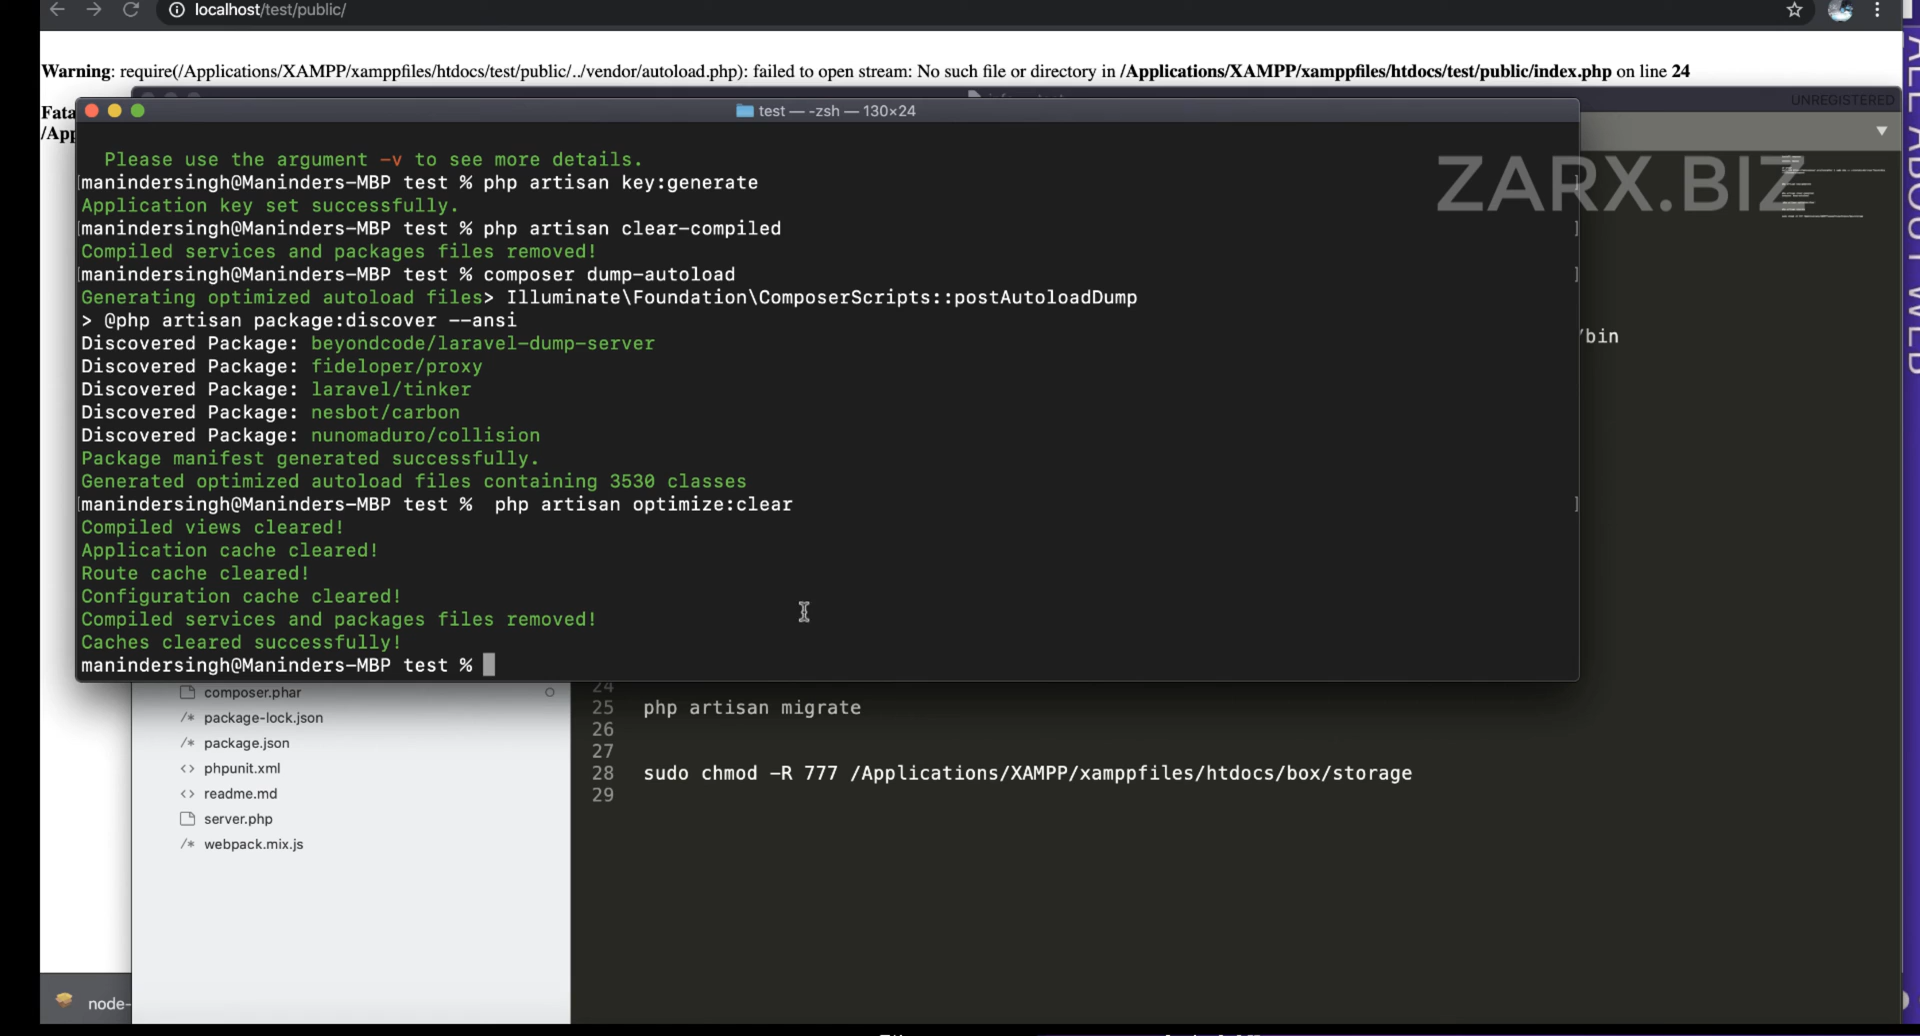 localhost/test/public/
Warning: require(/Applications/XAMPP/xamppfiles/htdocs/test/public/../vendor/autoload.php): failed to open stream: No such file or directory in /Applications/XAMPP/xamppfiles/htdocs/test/public/index.php on line 24
UNREGISTERED
test — -zsh — 130×24
Please use the argument -v to see more details.
manindersingh@Maninders-MBP test % php artisan key:generate
Application key set successfully.
manindersingh@Maninders-MBP test % php artisan clear-compiled
Compiled services and packages files removed!
manindersingh@Maninders-MBP test % composer dump-autoload
Generating optimized autoload files> Illuminate\Foundation\ComposerScripts::postAutoloadDump
> @php artisan package:discover --ansi
Discovered Package: beyondcode/laravel-dump-server
Discovered Package: fideloper/proxy
Discovered Package: laravel/tinker
Discovered Package: nesbot/carbon
Discovered Package: nunomaduro/collision
Package manifest generated successfully.
Generated optimized autoload files containing 3530 classes
manindersingh@Maninders-MBP test %  php artisan optimize:clear
Compiled views cleared!
Application cache cleared!
Route cache cleared!
Configuration cache cleared!
Compiled services and packages files removed!
Caches cleared successfully!
manindersingh@Maninders-MBP test %
ZARX.BIZ
/bin
composer.phar
/* package-lock.json
/* package.json
<> phpunit.xml
<> readme.md
server.php
/* webpack.mix.js
24
25 php artisan migrate
26
27
28 sudo chmod -R 777 /Applications/XAMPP/xamppfiles/htdocs/box/storage
29
node-
ALL ABOUT WEB